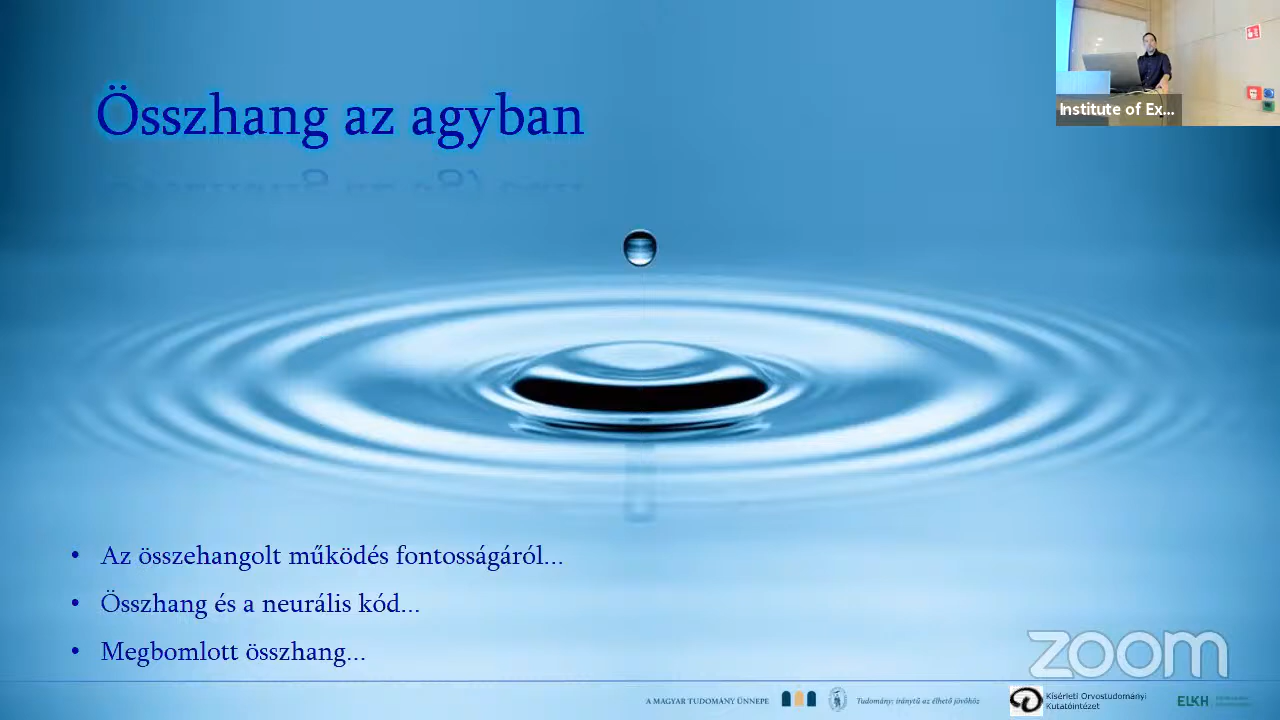 Összhang az agyban
Institute of Ex...
• Az összehangolt működés fontosságáról...
• Összhang és a neurális kód...
• Megbomlott összhang...
zoom
A MAGYAR TUDOMÁNY ÜNNEPE
Tudomány: iránytű az élhető jövőhöz
Kísérleti Orvostudományi
Kutatóintézet
ELKH